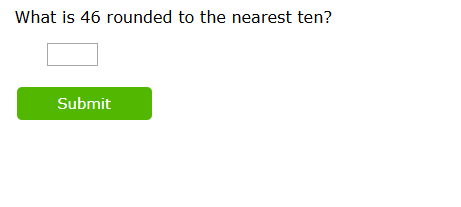 What is 46 rounded to the nearest ten?
Submit